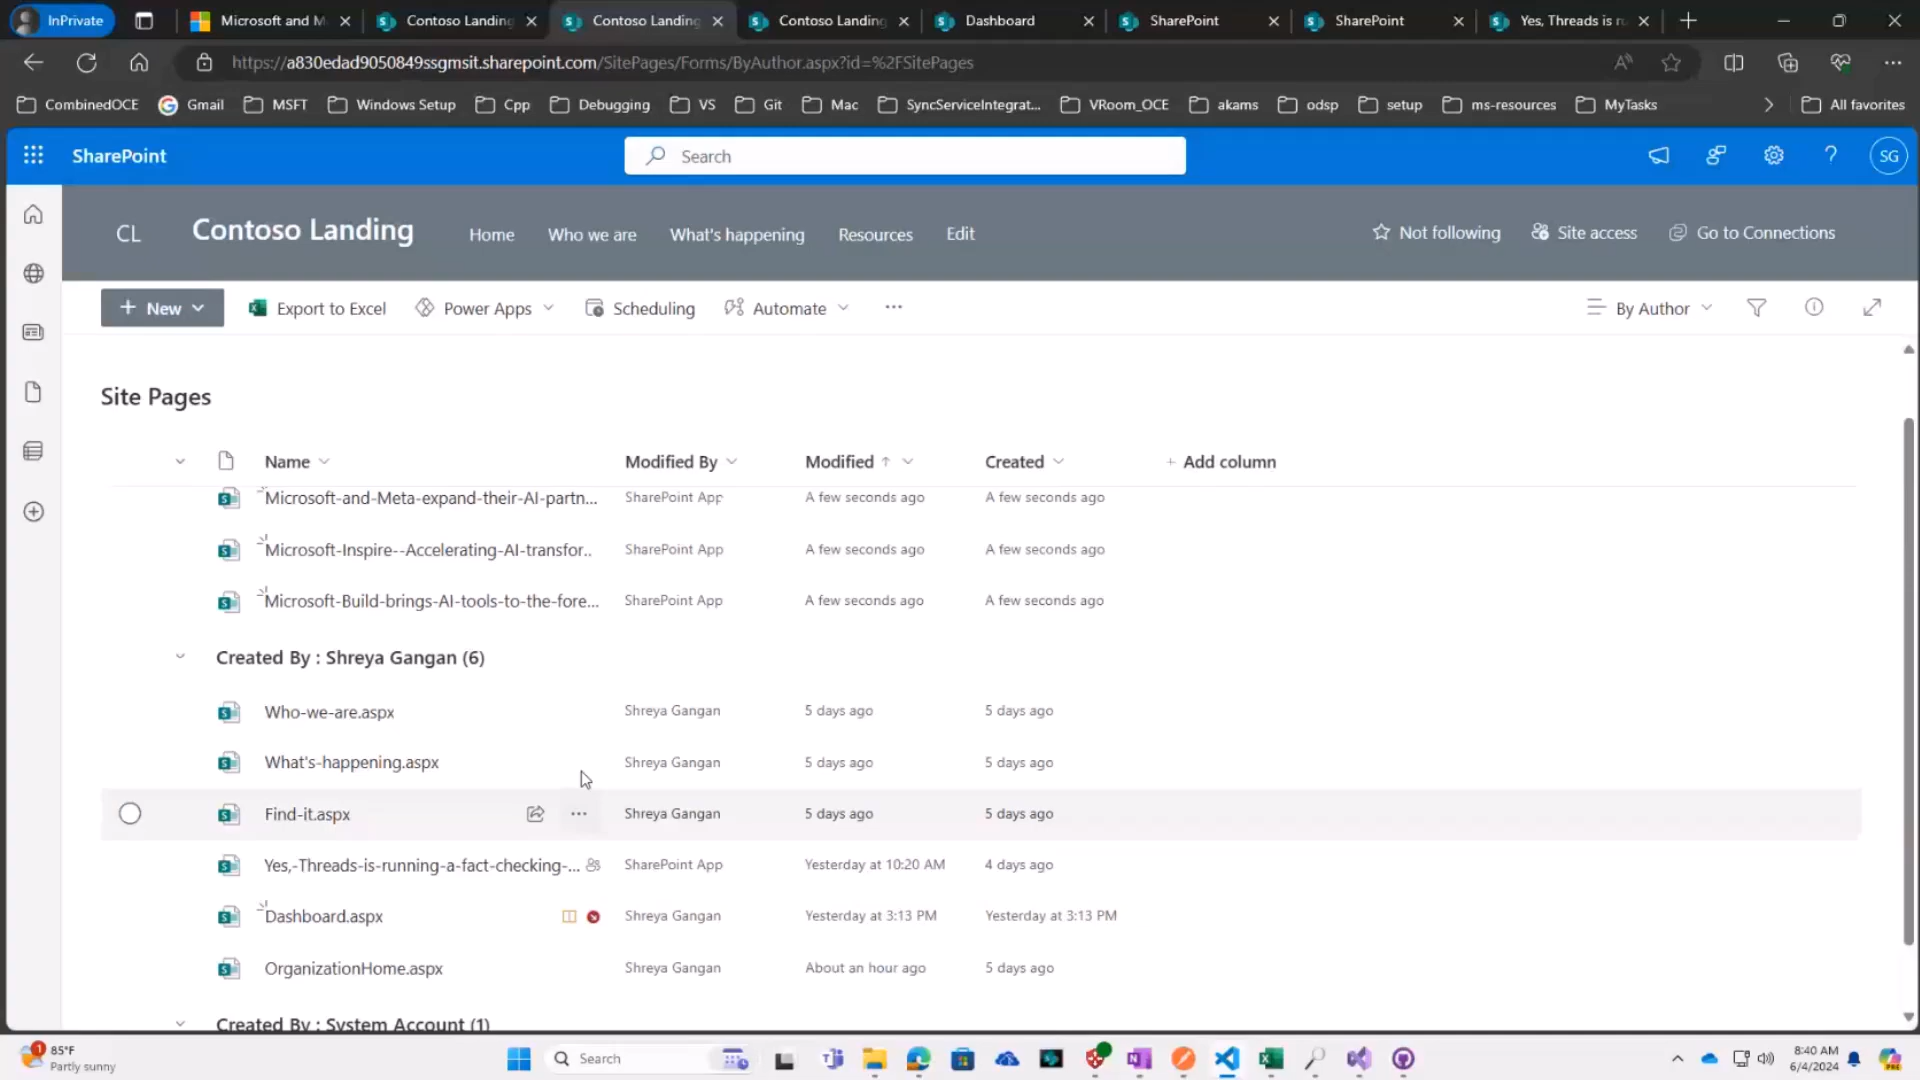 InPrivate
Microsoft and M
Contoso Landing
Contoso Landing
Contoso Landing
Dashboard
SharePoint
SharePoint
Yes, Threads is r
https://a830edad9050849ssgmsit.sharepoint.com/SitePages/Forms/ByAuthor.aspx?id=%2FSitePages
CombinedOCE Gmail MSFT Windows Setup Cpp Debugging VS Git Mac SyncServiceIntegrat... VRoom_OCE akams odsp setup ms-resources MyTasks All favorites
SharePoint
Search
SG
CL
Contoso Landing
Home Who we are What's happening Resources Edit
Not following Site access Go to Connections
New Export to Excel Power Apps Scheduling Automate ...
By Author
Site Pages
Name Modified By Modified Created + Add column
Microsoft-and-Meta-expand-their-AI-partn... SharePoint App A few seconds ago A few seconds ago
Microsoft-Inspire--Accelerating-AI-transfor.. SharePoint App A few seconds ago A few seconds ago
Microsoft-Build-brings-AI-tools-to-the-fore... SharePoint App A few seconds ago A few seconds ago
Created By : Shreya Gangan (6)
Who-we-are.aspx Shreya Gangan 5 days ago 5 days ago
What's-happening.aspx Shreya Gangan 5 days ago 5 days ago
Find-it.aspx Shreya Gangan 5 days ago 5 days ago
Yes,-Threads-is-running-a-fact-checking-... SharePoint App Yesterday at 10:20 AM 4 days ago
Dashboard.aspx Shreya Gangan Yesterday at 3:13 PM Yesterday at 3:13 PM
OrganizationHome.aspx Shreya Gangan About an hour ago 5 days ago
Created By : System Account (1)
1
85°F
Partly sunny
Search
8:40 AM
6/4/2024